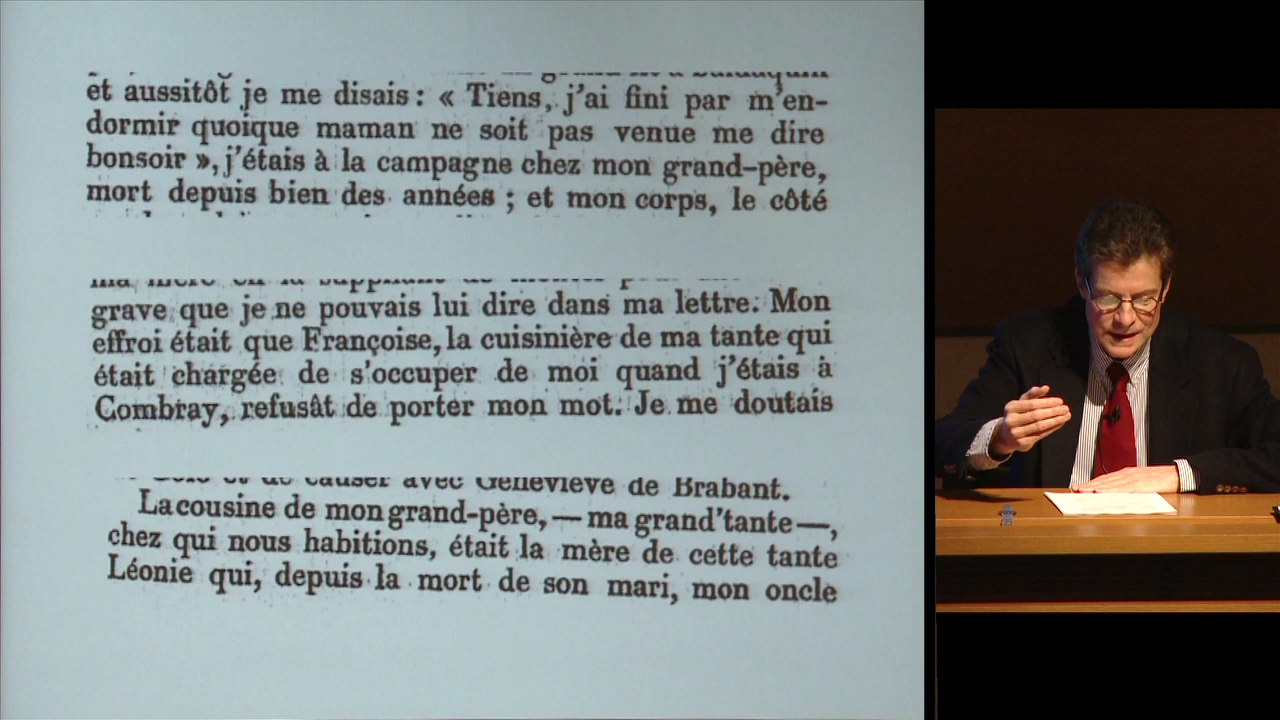 et aussitôt je me disais : « Tiens, j'ai fini par m'en-
dormir quoique maman ne soit pas venue me dire
bonsoir », j'étais à la campagne chez mon grand-père,
mort depuis bien des années ; et mon corps, le côté
grave que je ne pouvais lui dire dans ma lettre. Mon
effroi était que Françoise, la cuisinière de ma tante qui
était chargée de s'occuper de moi quand j'étais à
Combray, refusât de porter mon mot. Je me doutais
causer avec Geneviève de Brabant.
La cousine de mon grand-père, — ma grand'tante —,
chez qui nous habitions, était la mère de cette tante
Léonie qui, depuis la mort de son mari, mon oncle